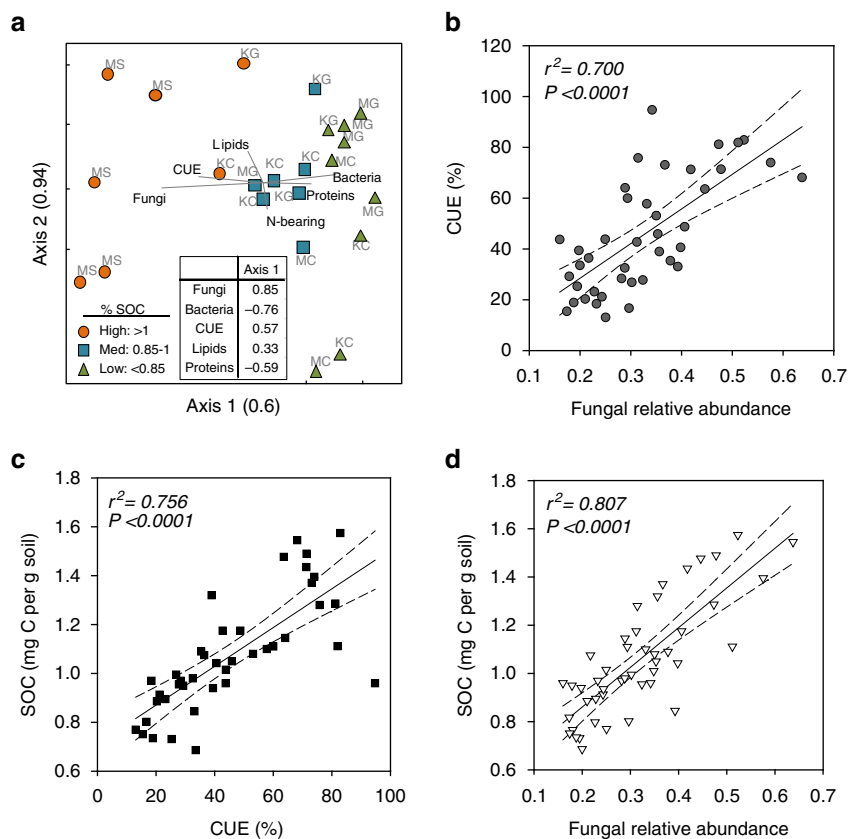 a
MS
KG
MS
KG
MG
KG
MG
MG
Lipids
KC
KC
MC
CUE
KC
MG
Bacteria
MS
Fungi
KC
KG
Proteins
MG
N-bearing
MC
KC
MS
MS
Axis 1
Fungi 0.85
Bacteria –0.76
CUE 0.57
Lipids 0.33
Proteins –0.59
% SOC
High: >1
Med: 0.85-1
Low: <0.85
KC
MC
Axis 2 (0.94)
Axis 1 (0.6)
b
r2= 0.700
P <0.0001
120
100
80
60
40
20
0
CUE (%)
0.1 0.2 0.3 0.4 0.5 0.6 0.7
Fungal relative abundance
c
r2= 0.756
P <0.0001
1.8
1.6
1.4
1.2
1.0
0.8
0.6
SOC (mg C per g soil)
0 20 40 60 80 100
CUE (%)
d
r2= 0.807
P <0.0001
1.8
1.6
1.4
1.2
1.0
0.8
0.6
SOC (mg C per g soil)
0.1 0.2 0.3 0.4 0.5 0.6 0.7
Fungal relative abundance